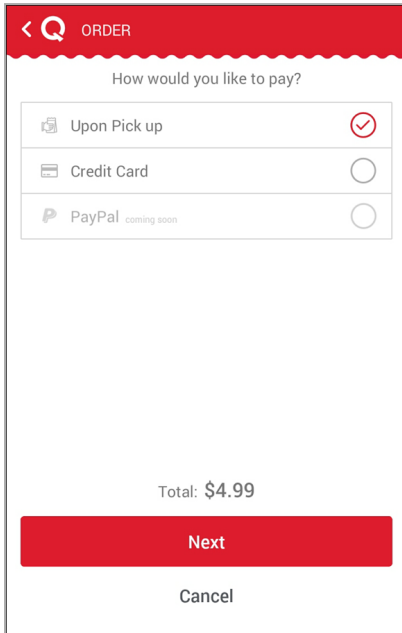 Q ORDER
How would you like to pay?
Upon Pick up
Credit Card
PayPal coming soon
Total: $4.99
Next
Cancel